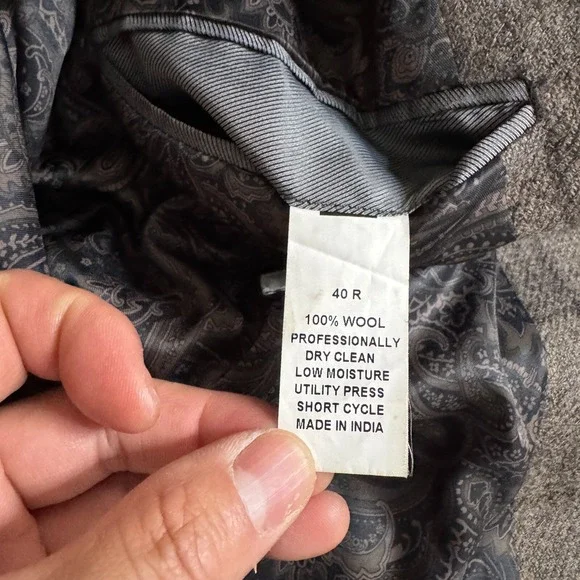 40 R
100% WOOL
PROFESSIONALLY
DRY CLEAN
LOW MOISTURE
UTILITY PRESS
SHORT CYCLE
MADE IN INDIA